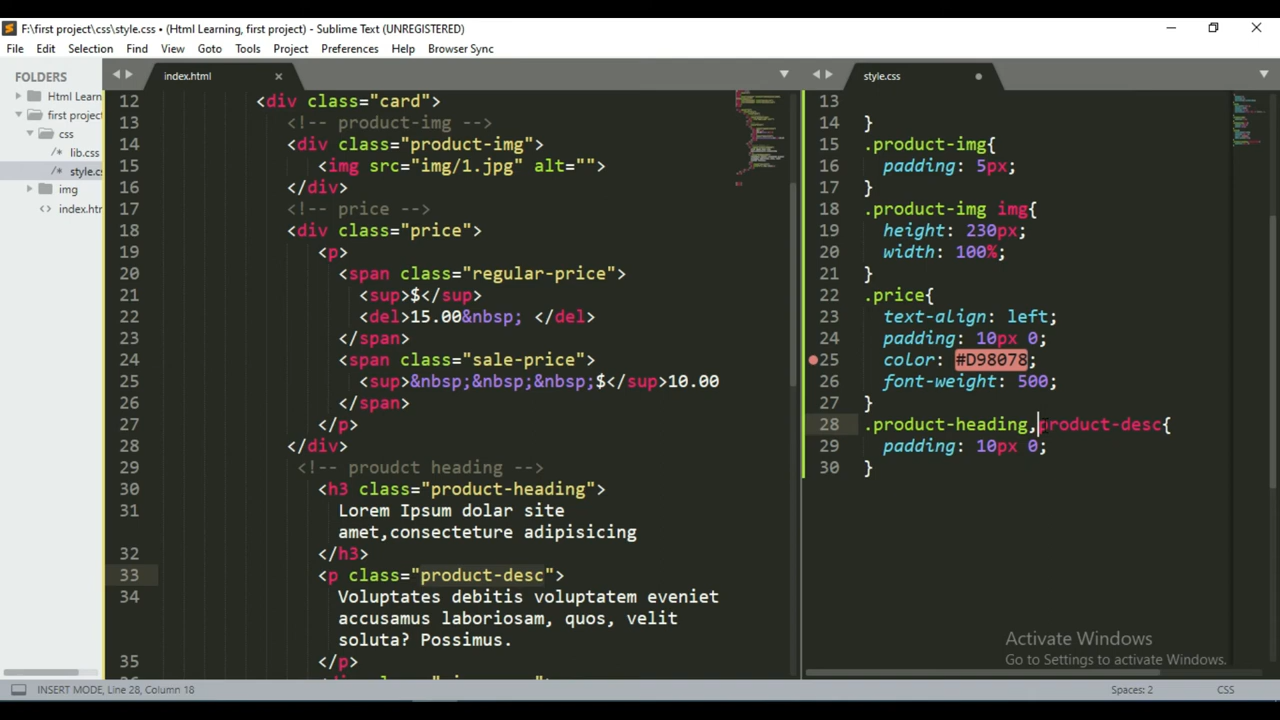 F:\first project\css\style.css • (Html Learning, first project) - Sublime Text (UNREGISTERED)
File Edit Selection Find View Goto Tools Project Preferences Help Browser Sync
FOLDERS
Html Learn
first project
css
lib.css
style.cs
img
index.htm
index.html
12 <div class="card">
13 <!-- product-img -->
14 <div class="product-img">
15 <img src="img/1.jpg" alt="">
16 </div>
17 <!-- price -->
18 <div class="price">
19 <p>
20 <span class="regular-price">
21 <sup>$</sup>
22 <del>15.00&nbsp; </del>
23 </span>
24 <span class="sale-price">
25 <sup>&nbsp;&nbsp;&nbsp;$</sup>10.00
26 </span>
27 </p>
28 </div>
29 <!-- proudct heading -->
30 <h3 class="product-heading">
31 Lorem Ipsum dolar site
amet,consecteture adipisicing
32 </h3>
33 <p class="product-desc">
34 Voluptates debitis voluptatem eveniet
accusamus laboriosam, quos, velit
soluta? Possimus.
35 </p>
style.css
13
14 }
15 .product-img{
16 padding: 5px;
17 }
18 .product-img img{
19 height: 230px;
20 width: 100%;
21 }
22 .price{
23 text-align: left;
24 padding: 10px 0;
25 color: #D98078;
26 font-weight: 500;
27 }
28 .product-heading,product-desc{
29 padding: 10px 0;
30 }
Activate Windows
Go to Settings to activate Windows.
INSERT MODE, Line 28, Column 18
Spaces: 2
CSS